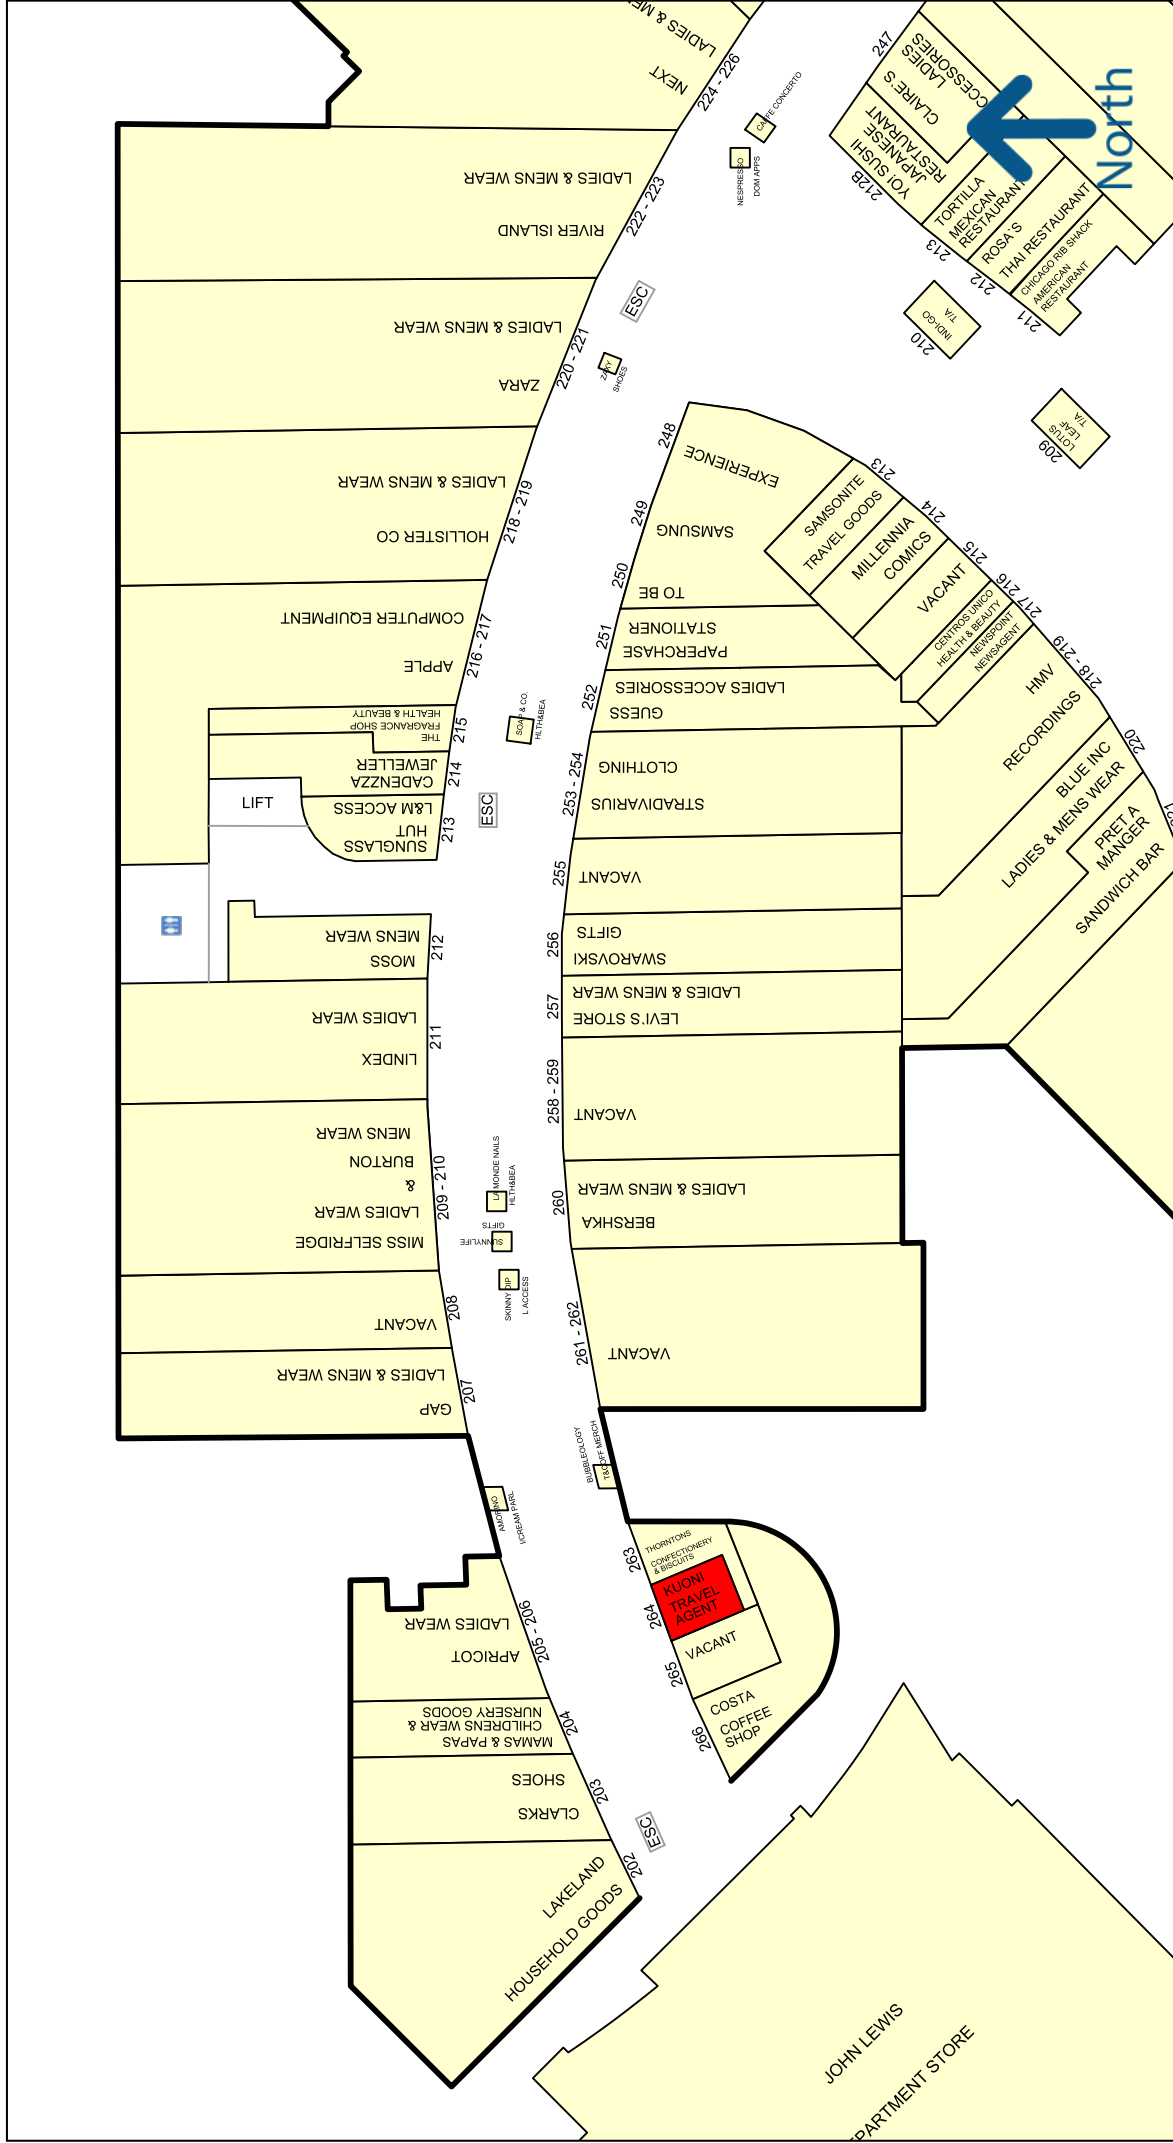 LADIES &
NEXT
224 - 226
CAFFE CONCERTO
NESPRESSO
DOM APPS
247
LADIES
ACCESSORIES
CLAIRE'S
YO! SUSHI
JAPANESE
RESTAURANT
212B
North
TORTILLA
MEXICAN
RESTAURANT
213
ROSA`S
THAI RESTAURANT
212
CHICAGO RIB SHACK
AMERICAN
RESTAURANT
211
INDI-GO
T/A
210
LOTUS
LEAF
T/A
209
LADIES & MENS WEAR
RIVER ISLAND
222 - 223
ESC
LADIES & MENS WEAR
ZARA
220 - 221
ZAXY
SHOES
LADIES & MENS WEAR
HOLLISTER CO
218 - 219
COMPUTER EQUIPMENT
APPLE
216 - 217
THE
FRAGRANCE SHOP
HEALTH & BEAUTY
215
CADENZZA
JEWELLER
214
LIFT
SUNGLASS
HUT
L&M ACCESS
213
SOAP & CO.
HLTH&BEA
ESC
248
249
250
EXPERIENCE
SAMSUNG
TO BE
SAMSONITE
TRAVEL GOODS
213
MILLENNIA
COMICS
214
VACANT
215
CENTROS UNICO
HEALTH & BEAUTY
216
NEWSPOINT
NEWSAGENT
217
HMV
RECORDINGS
218 - 219
BLUE INC
LADIES & MENS WEAR
220
PRET A
MANGER
SANDWICH BAR
STATIONER
PAPERCHASE
251
LADIES ACCESSORIES
GUESS
252
CLOTHING
STRADIVARIUS
253 - 254
VACANT
255
GIFTS
SWAROVSKI
256
LADIES & MENS WEAR
LEVI'S STORE
257
VACANT
258 - 259
LADIES & MENS WEAR
BERSHKA
260
VACANT
261 - 262
MENS WEAR
MOSS
212
LADIES WEAR
LINDEX
211
MENS WEAR
BURTON
&
LADIES WEAR
MISS SELFRIDGE
209 - 210
LA MONDE NAILS
HLTH&BEA
GIFTS
SUNNYLIFE
SKINNY DIP
L ACCESS
VACANT
208
LADIES & MENS WEAR
GAP
207
BUBBLEOLOGY
T&COFF MERCH
AMORINO
I/CREAM PARL
LADIES WEAR
APRICOT
205 - 206
MAMAS & PAPAS
CHILDRENS WEAR &
NURSERY GOODS
204
SHOES
CLARKS
203
LAKELAND
HOUSEHOLD GOODS
202
ESC
THORNTONS
CONFECTIONERY
& BISCUITS
263
KUONI
TRAVEL
AGENT
264
VACANT
265
COSTA
COFFEE
SHOP
266
JOHN LEWIS
PARTMENT STORE